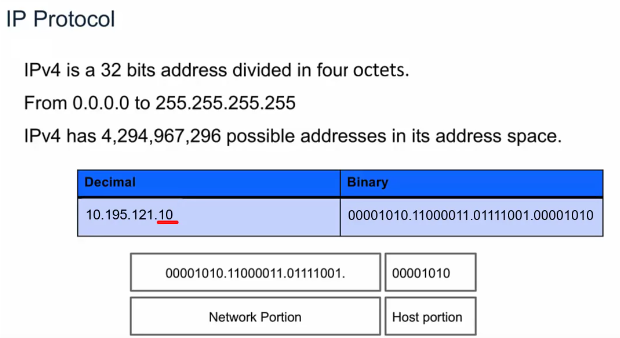 IP Protocol
IPv4 is a 32 bits address divided in four octets.
From 0.0.0.0 to 255.255.255.255
IPv4 has 4,294,967,296 possible addresses in its address space.
Decimal Binary
10.195.121.10 00001010.11000011.01111001.00001010
00001010.11000011.01111001. 00001010
Network Portion Host portion